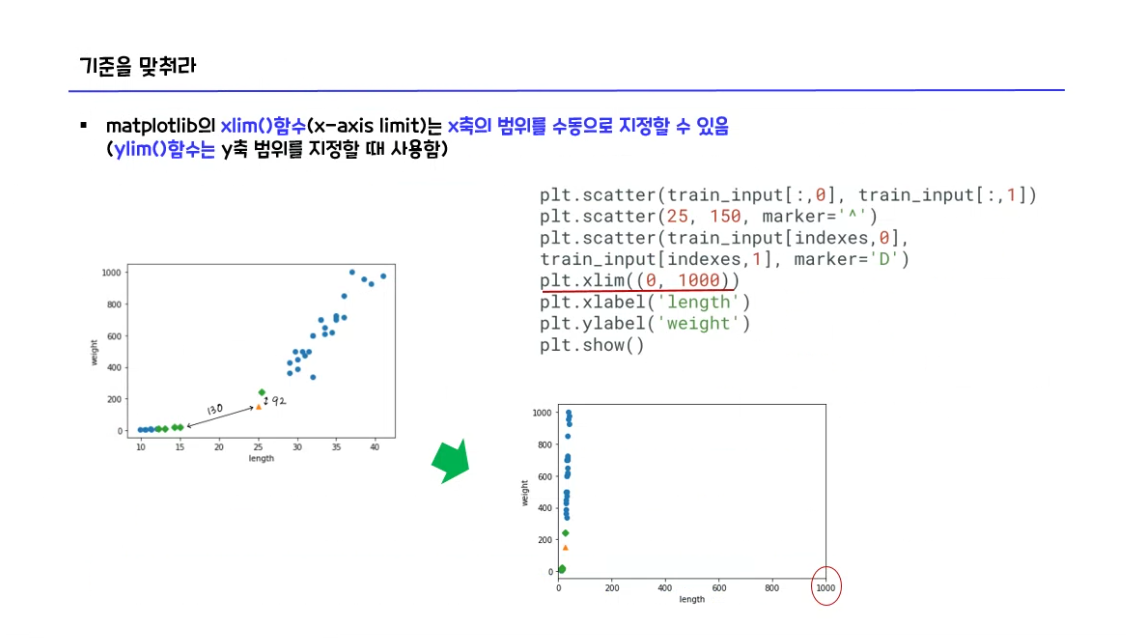 기준을 맞춰라
▪ matplotlib의 xlim()함수(x-axis limit)는 x축의 범위를 수동으로 지정할 수 있음
(ylim()함수는 y축 범위를 지정할 때 사용함)
plt.scatter(train_input[:,0], train_input[:,1])
plt.scatter(25, 150, marker='^')
plt.scatter(train_input[indexes,0],
train_input[indexes,1], marker='D')
plt.xlim((0, 1000))
plt.xlabel('length')
plt.ylabel('weight')
plt.show()
1000
800
600
400
200
0
weight
130
92
10 15 20 25 30 35 40
length
1000
800
600
400
200
0
weight
0 200 400 600 800 1000
length